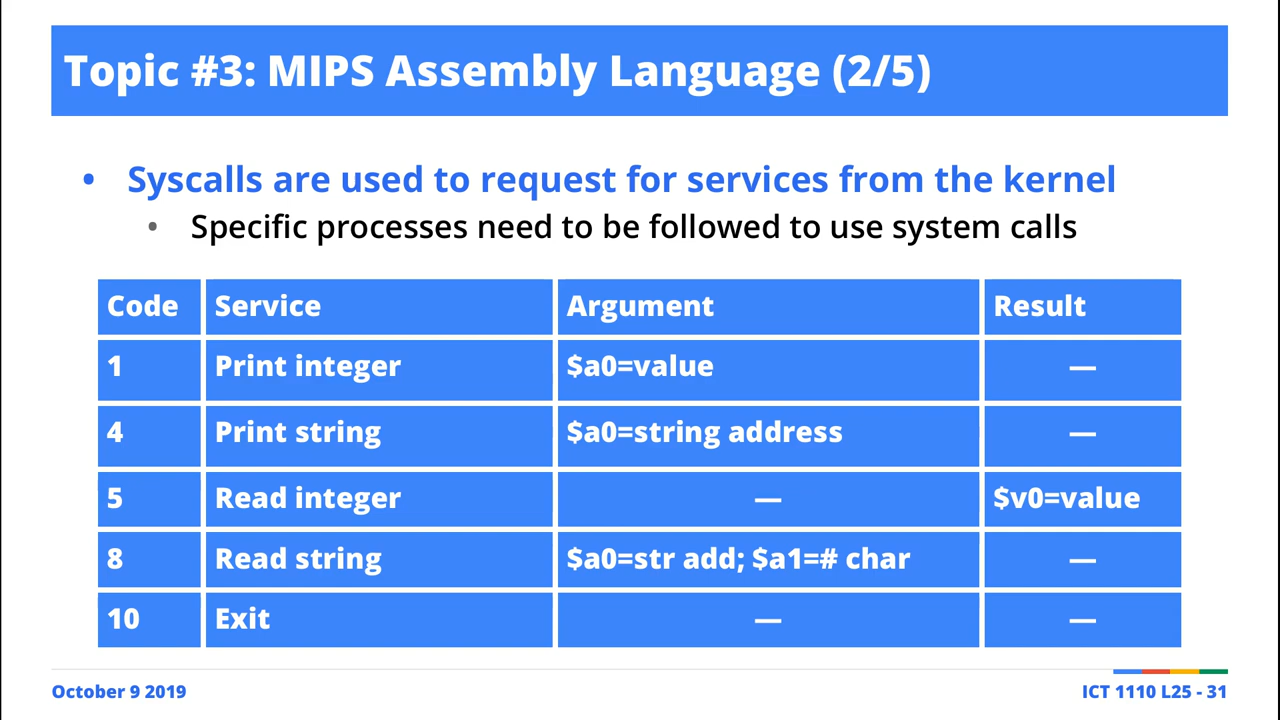 Topic #3: MIPS Assembly Language (2/5)
• Syscalls are used to request for services from the kernel
• Specific processes need to be followed to use system calls
Code Service Argument Result
1 Print integer $a0=value —
4 Print string $a0=string address —
5 Read integer — $v0=value
8 Read string $a0=str add; $a1=# char —
10 Exit — —
October 9 2019 ICT 1110 L25 - 31